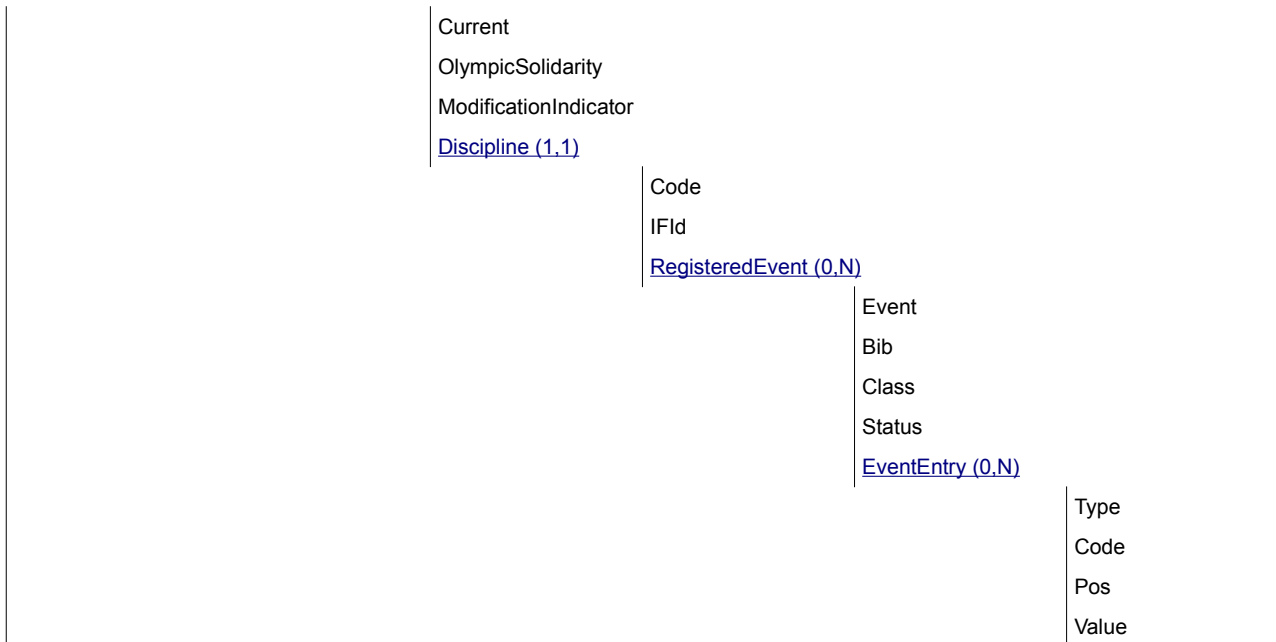 Current
OlympicSolidarity
ModificationIndicator
Discipline (1,1)
Code
IFId
RegisteredEvent (0,N)
Event
Bib
Class
Status
EventEntry (0,N)
Type
Code
Pos
Value